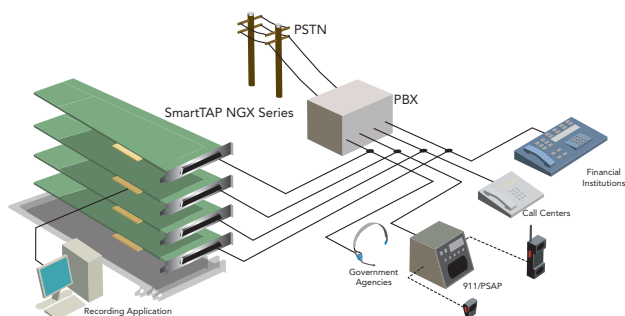 PSTN
SmartTAP NGX Series
PBX
Financial
Institutions
Call Centers
Government
Agencies
911/PSAP
Recording Application